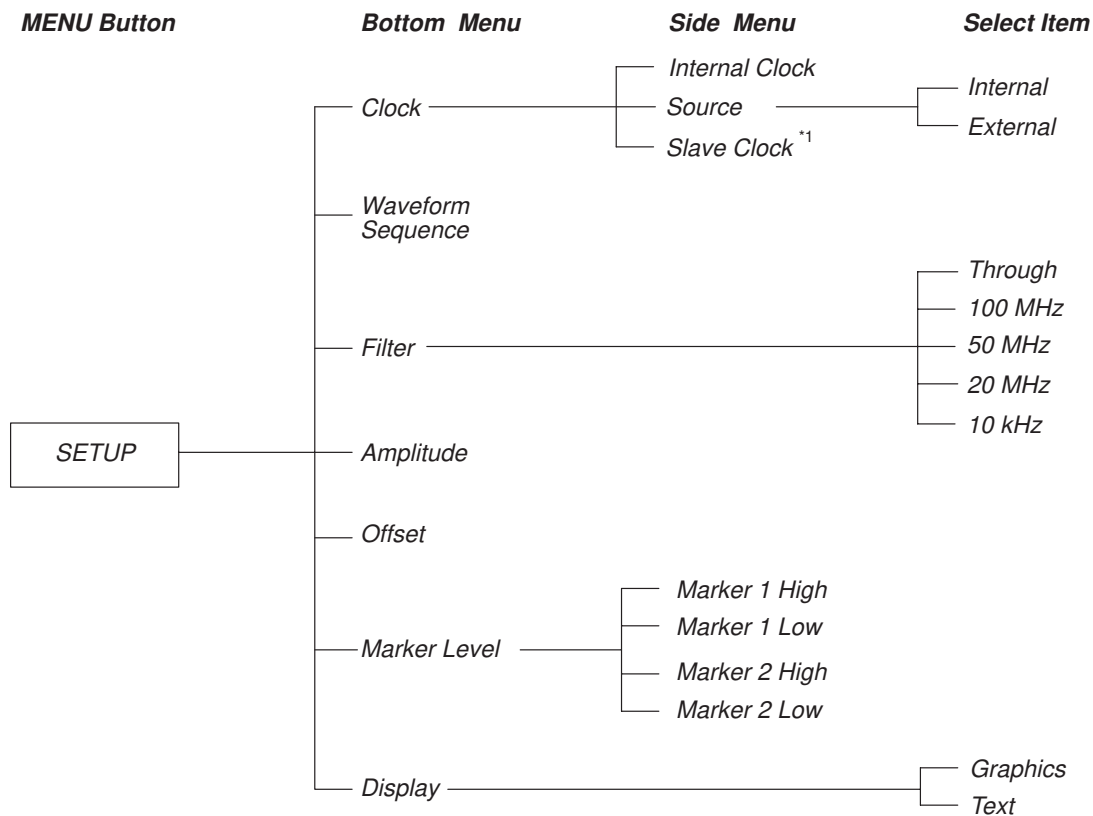 MENU Button Bottom Menu Side Menu Select Item
Internal Clock
Clock Source Internal
External
Slave Clock *1
Waveform
Sequence
Through
100 MHz
Filter 50 MHz
20 MHz
10 kHz
SETUP Amplitude
Offset
Marker 1 High
Marker 1 Low
Marker Level
Marker 2 High
Marker 2 Low
Graphics
Display
Text